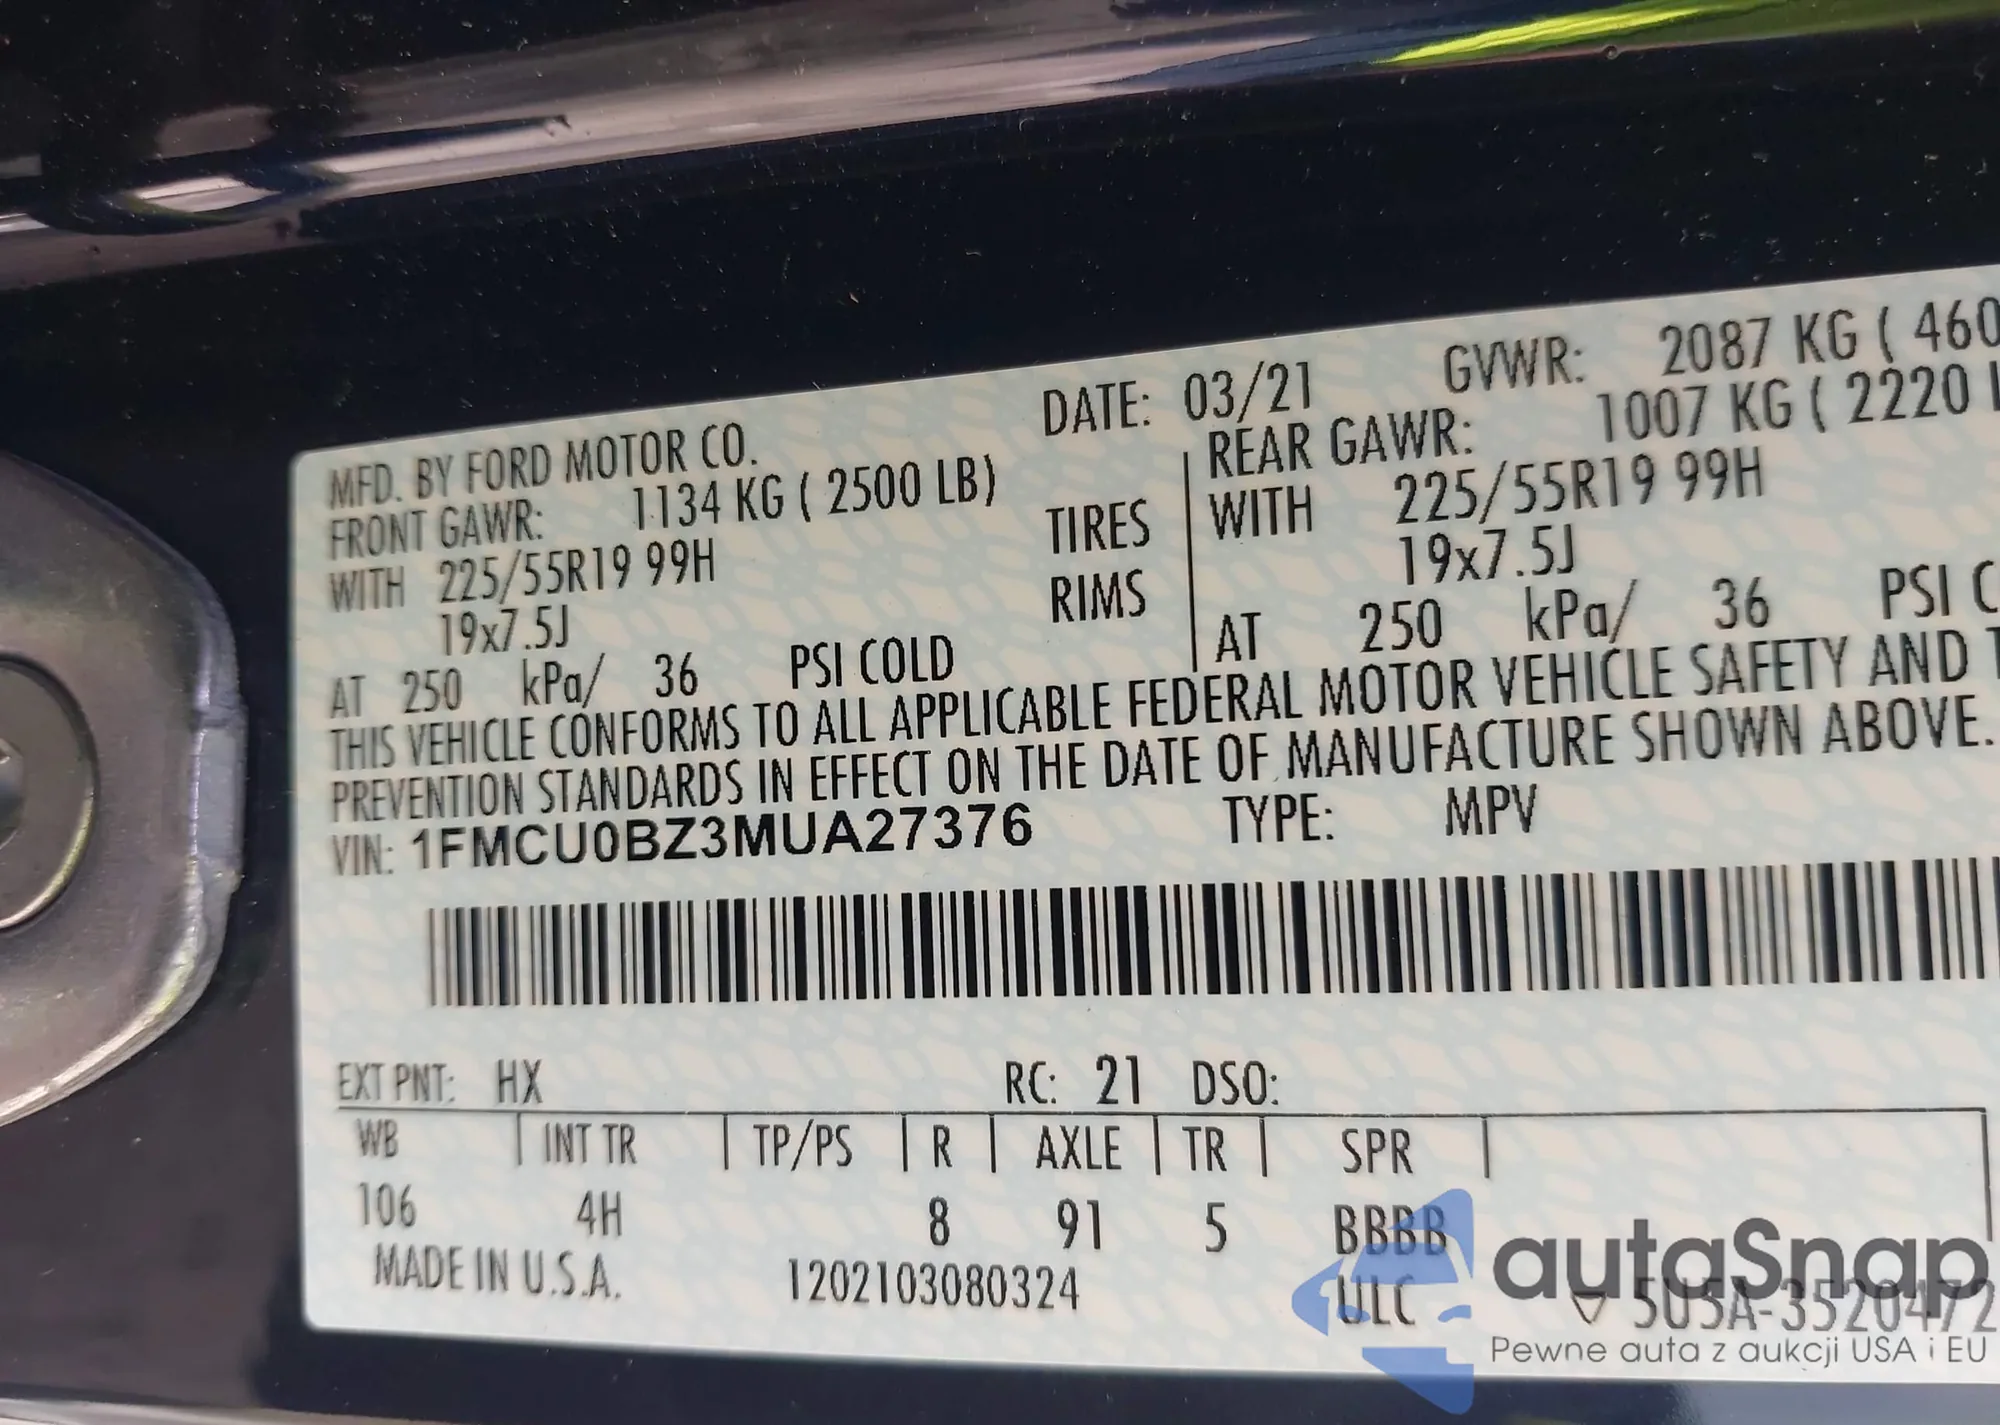 DATE: 03/21 GVWR: 2087 KG ( 460
MFD. BY FORD MOTOR CO.
FRONT GAWR: 1134 KG ( 2500 LB) REAR GAWR: 1007 KG ( 2220 L
WITH 225/55R19 99H TIRES WITH 225/55R19 99H
19x7.5J RIMS 19x7.5J
AT 250 kPa/ 36 PSI COLD AT 250 kPa/ 36 PSI C
THIS VEHICLE CONFORMS TO ALL APPLICABLE FEDERAL MOTOR VEHICLE SAFETY AND T
PREVENTION STANDARDS IN EFFECT ON THE DATE OF MANUFACTURE SHOWN ABOVE.
VIN: 1FMCU0BZ3MUA27376 TYPE: MPV
EXT PNT: HX RC: 21 DSO:
WB | INT TR | TP/PS | R | AXLE | TR | SPR |
106 4H 8 91 5 BBBB
MADE IN U.S.A. 1202103080324 ULC ▽ 5U5A-3520472
autaSnap
Pewne auta z aukcji USA i EU